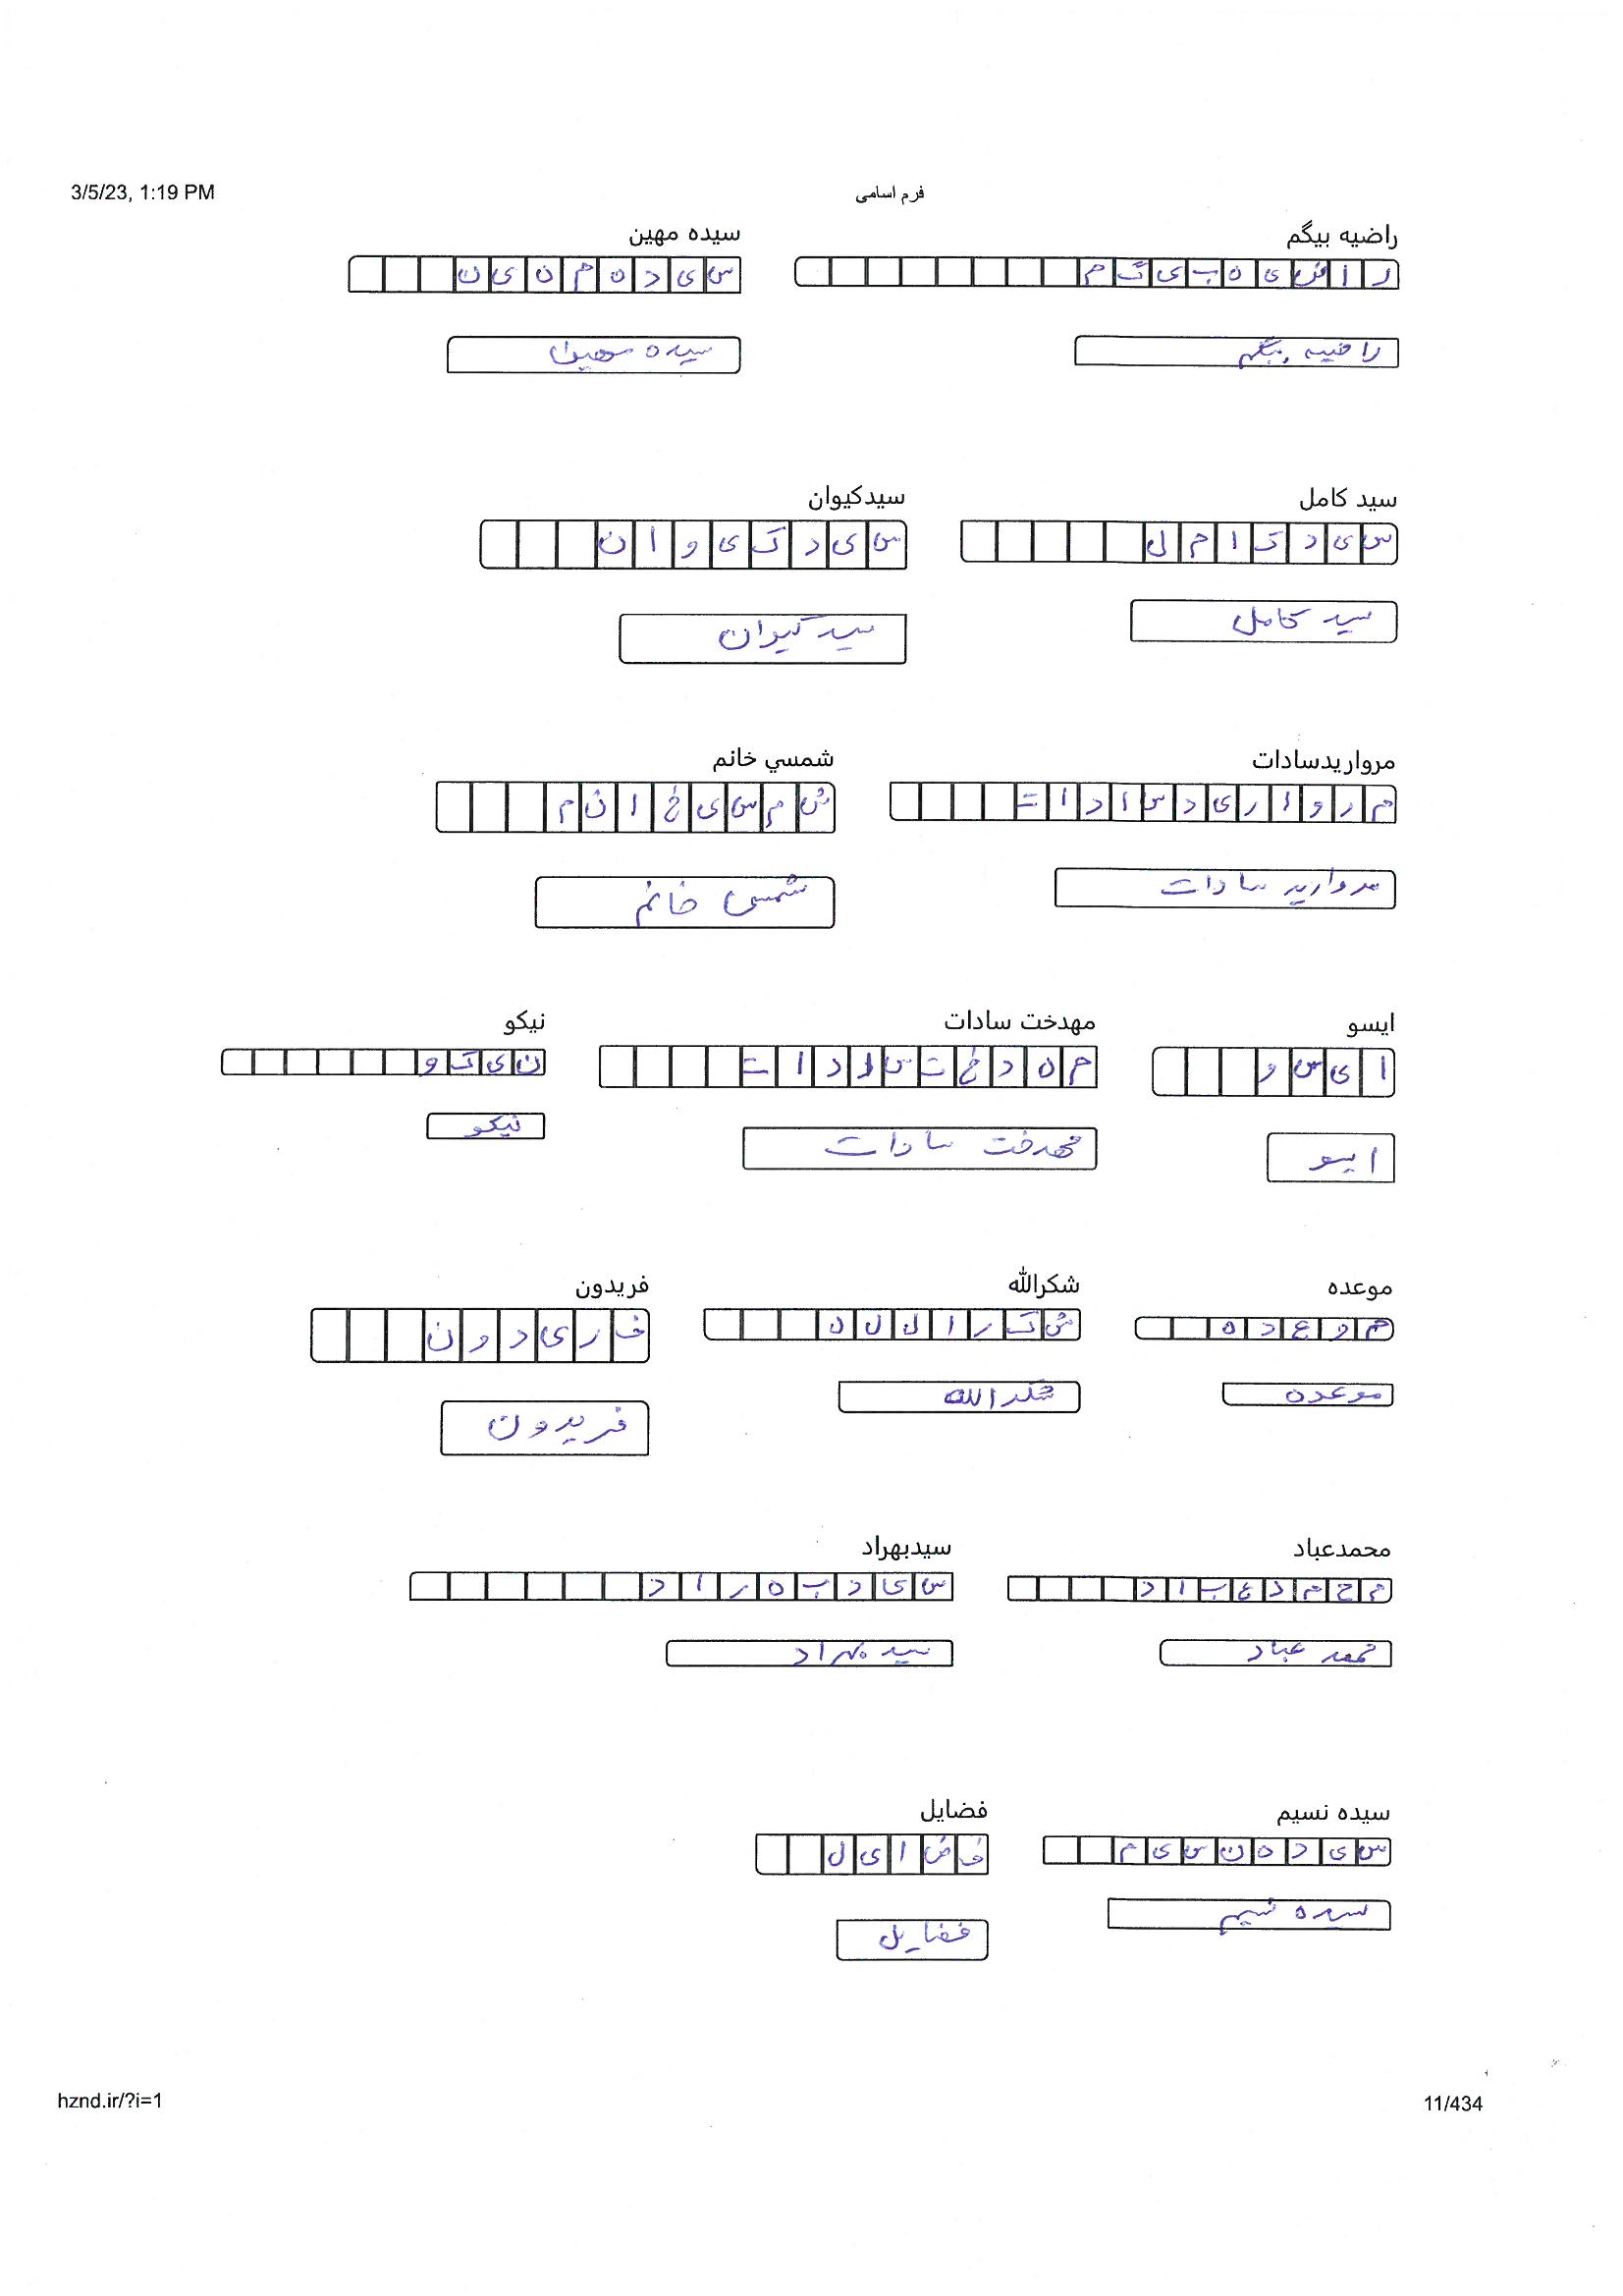 3/5/23, 1:19 PM فرم اسامی
راضیه بیگم سیده مهین
ر ا ض ی ه ب ی گ م س ی د ه م ه ی ن
راضیه بیگم سیده مهین
سید کامل سیدکیوان
س ی د ک ا م ل س ی د ک ی و ا ن
سید کامل سید کیوان
مرواریدسادات شمسي خانم
م ر و ا ر ی د س ا د ا ت ش م س ی خ ا ن م
مروارید سادات شمسی خانم
ایسو مهدخت سادات نیکو
ا ی س و م ه د خ ت س ا د ا ت ن ی ک و
ایسو مهدخت سادات نیکو
موعده شکرالله فریدون
م و ع د ه ش ک ر ا ل ل ه ف ر ی د و ن
موعده شکرالله فریدون
محمدعباد سیدبهراد
م ح م د ع ب ا د س ی د ب ه ر ا د
محمد عباد سید بهراد
سیده نسیم فضایل
س ی د ه ن س ی م ف ض ا ی ل
سیده نسیم فضایل
hznd.ir/?i=1 11/434